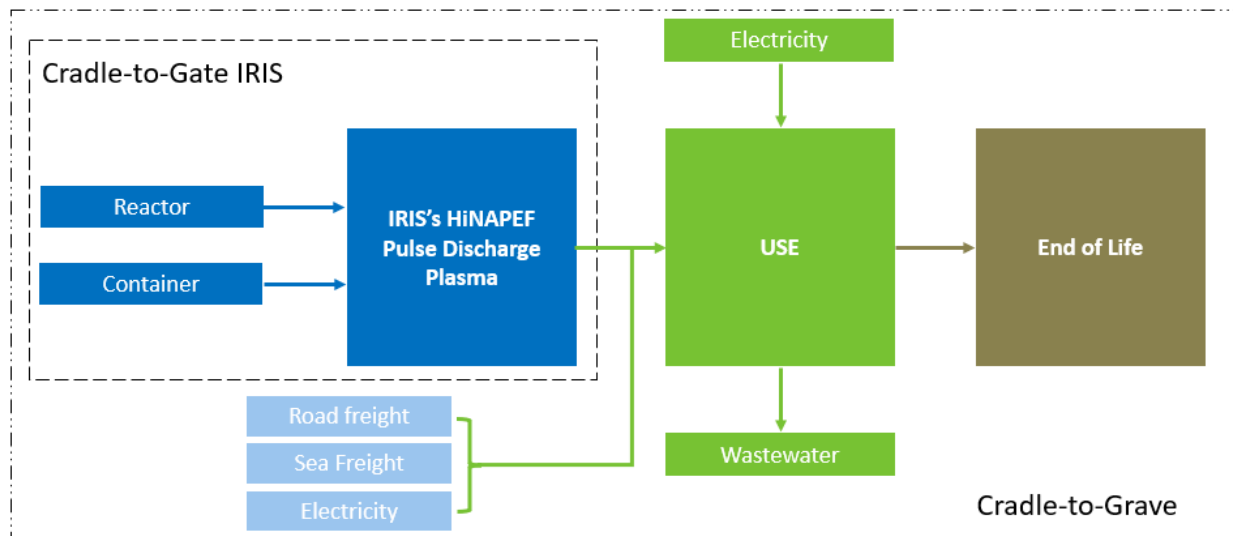 Cradle-to-Gate IRIS
Reactor
Container
IRIS's HiNAPEF
Pulse Discharge
Plasma
Road freight
Sea Freight
Electricity
Electricity
USE
Wastewater
End of Life
Cradle-to-Grave